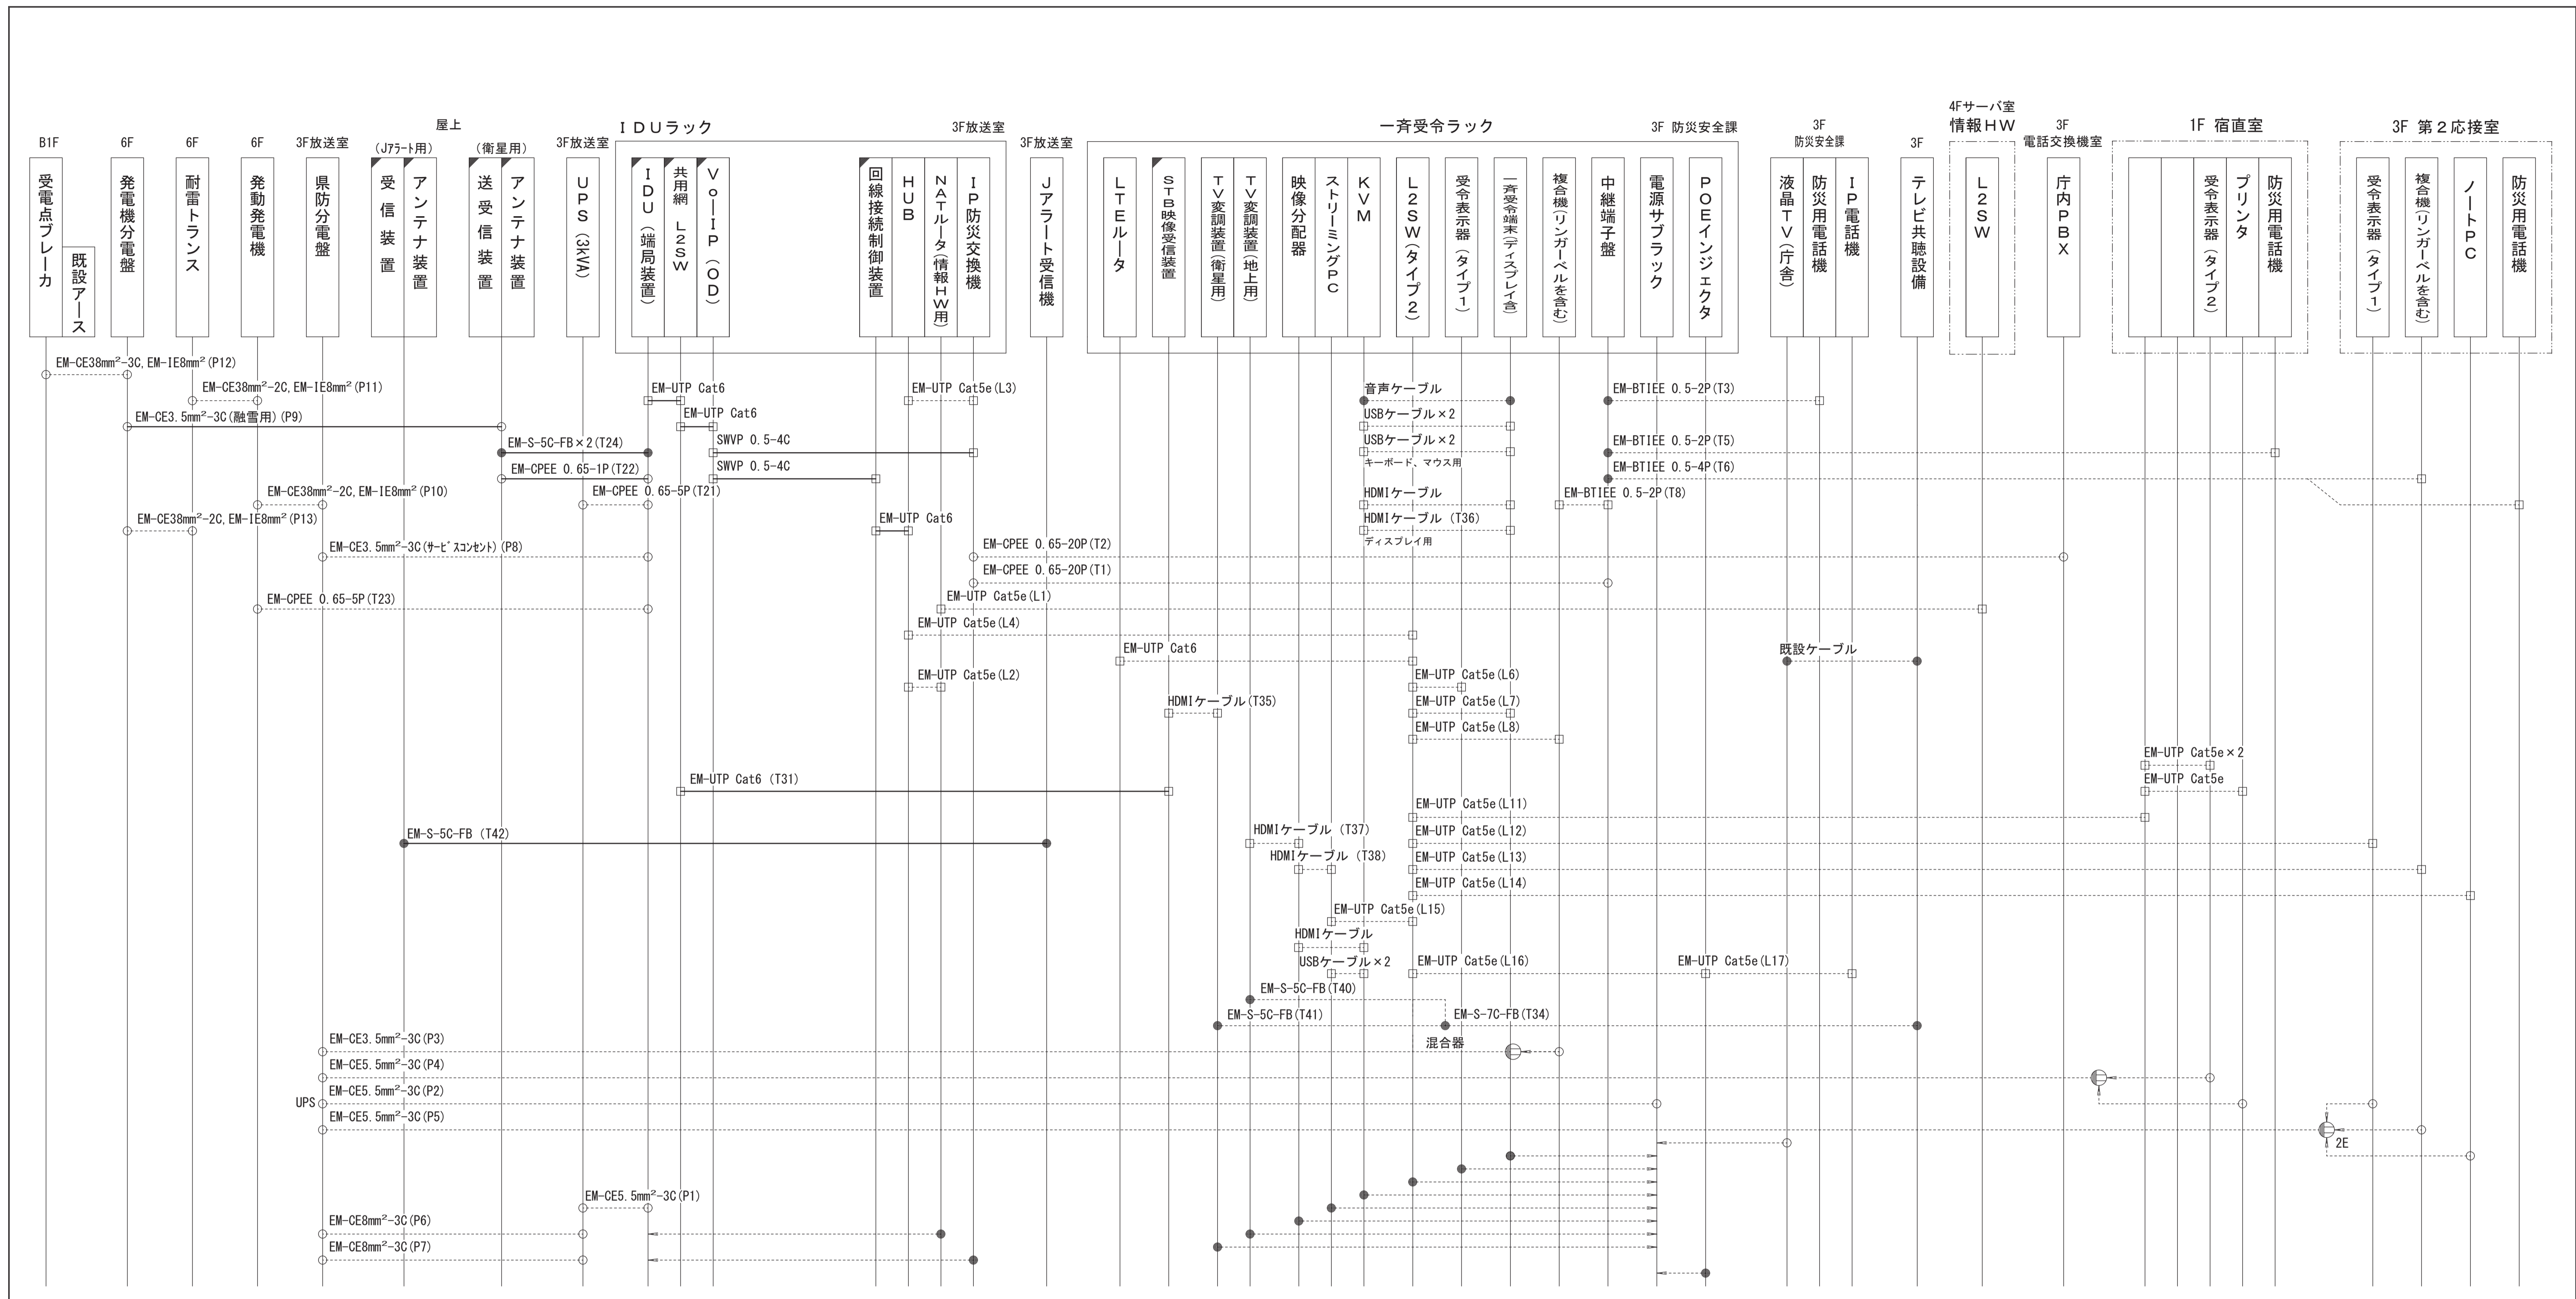 4Fサーバ室
屋上
IDUラック
3F放送室
一斉受令ラック
3F 防災安全課
3F
情報HW
3F
1F 宿直室
3F 第2応接室
B1F
6F
6F
6F
3F放送室
(Jアラート用)
(衛星用)
3F放送室
3F放送室
防災安全課
3F
電話交換機室
受電点ブレーカ
既設アース
発電機分電盤
耐雷トランス
発動発電機
県防分電盤
受信装置
アンテナ装置
送受信装置
アンテナ装置
UPS(3kVA)
IDU(端局装置)
共用網 L2SW
VoIP(OD)
回線接続制御装置
HUB
NATルータ(情報HW用)
IP防災交換機
Jアラート受信機
LTEルータ
STB映像受信装置
TV変調装置(衛星用)
TV変調装置(地上用)
映像分配器
ストリーミングPC
KVM
L2SW(タイプ2)
受令表示器(タイプ1)
一斉受令端末(ディスプレイ含)
複合機(リンガーベルを含む)
中継端子盤
電源サブラック
POEインジェクタ
液晶TV(庁舎)
防災用電話機
IP電話機
テレビ共聴設備
L2SW
庁内PBX
受令表示器(タイプ2)
プリンタ
防災用電話機
受令表示器(タイプ1)
複合機(リンガーベルを含む)
ノートPC
防災用電話機
EM-CE38mm²-3C, EM-IE8mm²(P12)
EM-CE38mm²-2C, EM-IE8mm²(P11)
EM-UTP Cat6
EM-UTP Cat5e(L3)
音声ケーブル
EM-BTIEE 0.5-2P(T3)
EM-CE3.5mm²-3C(融雪用)(P9)
EM-UTP Cat6
USBケーブル×2
EM-S-5C-FB×2(T24)
SWVP 0.5-4C
USBケーブル×2
EM-BTIEE 0.5-2P(T5)
キーボード、マウス用
EM-CPEE 0.65-1P(T22)
SWVP 0.5-4C
EM-BTIEE 0.5-4P(T6)
EM-CE38mm²-2C, EM-IE8mm²(P10)
EM-CPEE 0.65-5P(T21)
HDMIケーブル
EM-BTIEE 0.5-2P(T8)
EM-CE38mm²-2C, EM-IE8mm²(P13)
EM-UTP Cat6
HDMIケーブル (T36)
ディスプレイ用
EM-CE3.5mm²-3C(サービスコンセント)(P8)
EM-CPEE 0.65-20P(T2)
EM-CPEE 0.65-20P(T1)
EM-CPEE 0.65-5P(T23)
EM-UTP Cat5e(L1)
EM-UTP Cat5e(L4)
EM-UTP Cat6
既設ケーブル
EM-UTP Cat5e(L2)
EM-UTP Cat5e(L6)
HDMIケーブル(T35)
EM-UTP Cat5e(L7)
EM-UTP Cat5e(L8)
EM-UTP Cat5e×2
EM-UTP Cat6 (T31)
EM-UTP Cat5e
EM-UTP Cat5e(L11)
EM-S-5C-FB (T42)
HDMIケーブル (T37)
EM-UTP Cat5e(L12)
HDMIケーブル (T38)
EM-UTP Cat5e(L13)
EM-UTP Cat5e(L14)
EM-UTP Cat5e(L15)
HDMIケーブル
USBケーブル×2
EM-UTP Cat5e(L16)
EM-UTP Cat5e(L17)
EM-S-5C-FB(T40)
EM-S-5C-FB(T41)
EM-S-7C-FB(T34)
EM-CE3.5mm²-3C(P3)
混合器
EM-CE5.5mm²-3C(P4)
EM-CE5.5mm²-3C(P2)
UPS
EM-CE5.5mm²-3C(P5)
2E
EM-CE5.5mm²-3C(P1)
EM-CE8mm²-3C(P6)
EM-CE8mm²-3C(P7)